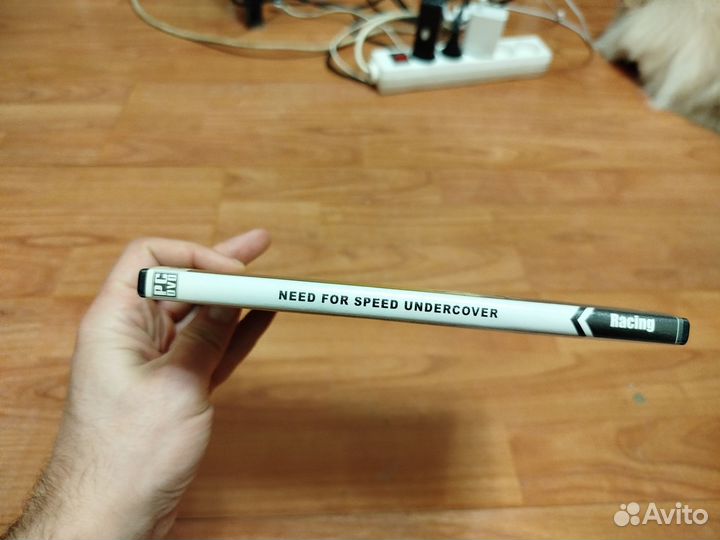 PC
DVD
NEED FOR SPEED UNDERCOVER
Racing
Avito